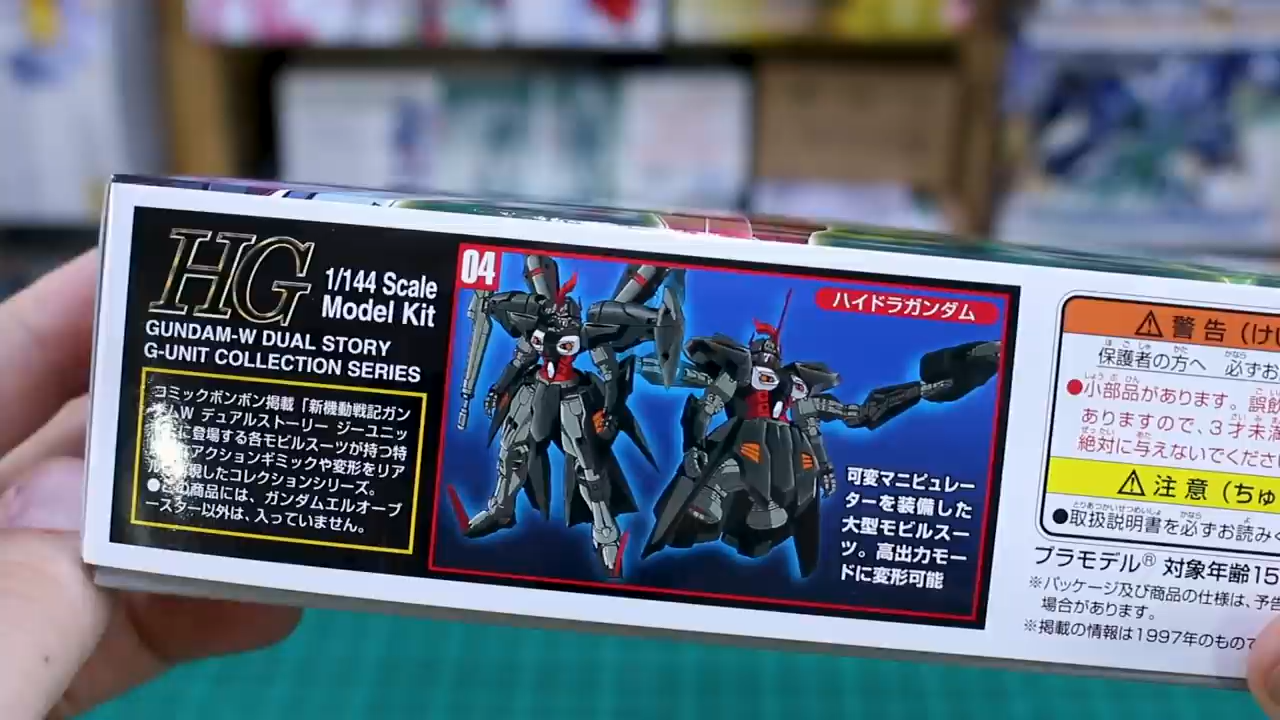 HG
1/144 Scale
Model Kit
GUNDAM-W DUAL STORY
G-UNIT COLLECTION SERIES
コミックボンボン掲載「新機動戦記ガン
ムW デュアルストーリー ジーユニッ
に登場する各モビルスーツが持つ特
アクションギミックや変形をリア
現したコレクションシリーズ。
●この商品には、ガンダムエルオーブ
ースター以外は、入っていません。
04
ハイドラガンダム
可変マニピュレー
ターを装備した
大型モビルスー
ツ。高出力モー
ドに変形可能
⚠警告（けい
保護者の方へ 必ずお
●小部品があります。誤飲
ありますので、3才未満
絶対に与えないでくださ
⚠注意（ちゅ
●取扱説明書を必ずお読み
プラモデル® 対象年齢15
※パッケージ及び商品の仕様は、予告
場合があります。
※掲載の情報は1997年のもので